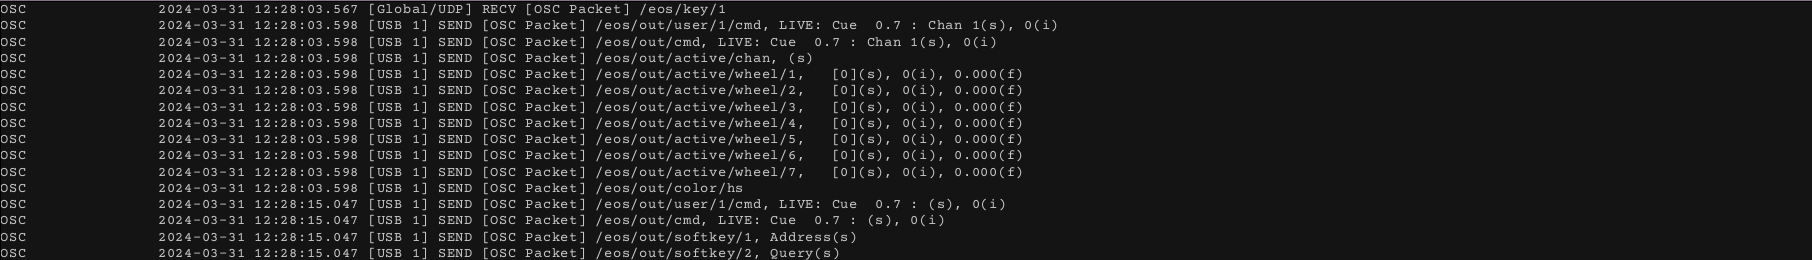 OSC 2024-03-31 12:28:03.567 [Global/UDP] RECV [OSC Packet] /eos/key/1
OSC 2024-03-31 12:28:03.598 [USB 1] SEND [OSC Packet] /eos/out/user/1/cmd, LIVE: Cue  0.7 : Chan 1(s), 0(i)
OSC 2024-03-31 12:28:03.598 [USB 1] SEND [OSC Packet] /eos/out/cmd, LIVE: Cue  0.7 : Chan 1(s), 0(i)
OSC 2024-03-31 12:28:03.598 [USB 1] SEND [OSC Packet] /eos/out/active/chan, (s)
OSC 2024-03-31 12:28:03.598 [USB 1] SEND [OSC Packet] /eos/out/active/wheel/1,   [0](s), 0(i), 0.000(f)
OSC 2024-03-31 12:28:03.598 [USB 1] SEND [OSC Packet] /eos/out/active/wheel/2,   [0](s), 0(i), 0.000(f)
OSC 2024-03-31 12:28:03.598 [USB 1] SEND [OSC Packet] /eos/out/active/wheel/3,   [0](s), 0(i), 0.000(f)
OSC 2024-03-31 12:28:03.598 [USB 1] SEND [OSC Packet] /eos/out/active/wheel/4,   [0](s), 0(i), 0.000(f)
OSC 2024-03-31 12:28:03.598 [USB 1] SEND [OSC Packet] /eos/out/active/wheel/5,   [0](s), 0(i), 0.000(f)
OSC 2024-03-31 12:28:03.598 [USB 1] SEND [OSC Packet] /eos/out/active/wheel/6,   [0](s), 0(i), 0.000(f)
OSC 2024-03-31 12:28:03.598 [USB 1] SEND [OSC Packet] /eos/out/active/wheel/7,   [0](s), 0(i), 0.000(f)
OSC 2024-03-31 12:28:03.598 [USB 1] SEND [OSC Packet] /eos/out/color/hs
OSC 2024-03-31 12:28:15.047 [USB 1] SEND [OSC Packet] /eos/out/user/1/cmd, LIVE: Cue  0.7 : (s), 0(i)
OSC 2024-03-31 12:28:15.047 [USB 1] SEND [OSC Packet] /eos/out/cmd, LIVE: Cue  0.7 : (s), 0(i)
OSC 2024-03-31 12:28:15.047 [USB 1] SEND [OSC Packet] /eos/out/softkey/1, Address(s)
OSC 2024-03-31 12:28:15.047 [USB 1] SEND [OSC Packet] /eos/out/softkey/2, Query(s)